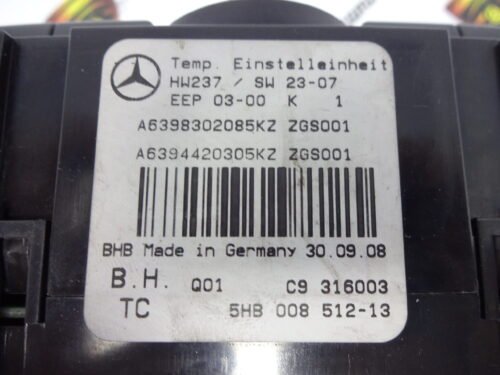 Temp. Einstelleinheit
HW237 / SW 23-07
EEP 03-00 K 1
A6398302085KZ ZGS001
A6394420305KZ ZGS001
BHB Made in Germany 30.09.08
B.H. Q01 C9 316003
TC 5HB 008 512-13